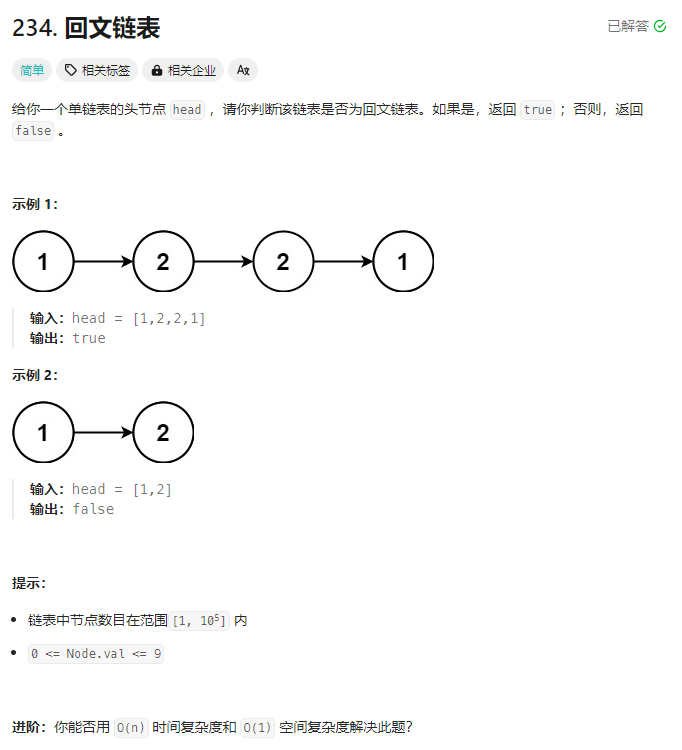 234. 回文链表
已解答
简单 相关标签 相关企业 A文
给你一个单链表的头节点 head ，请你判断该链表是否为回文链表。如果是，返回 true ；否则，返回
false 。
示例 1：
1 2 2 1
输入：head = [1,2,2,1]
输出：true
示例 2：
1 2
输入：head = [1,2]
输出：false
提示：
链表中节点数目在范围[1, 10⁵] 内
0 <= Node.val <= 9
进阶：你能否用 O(n) 时间复杂度和 O(1) 空间复杂度解决此题？